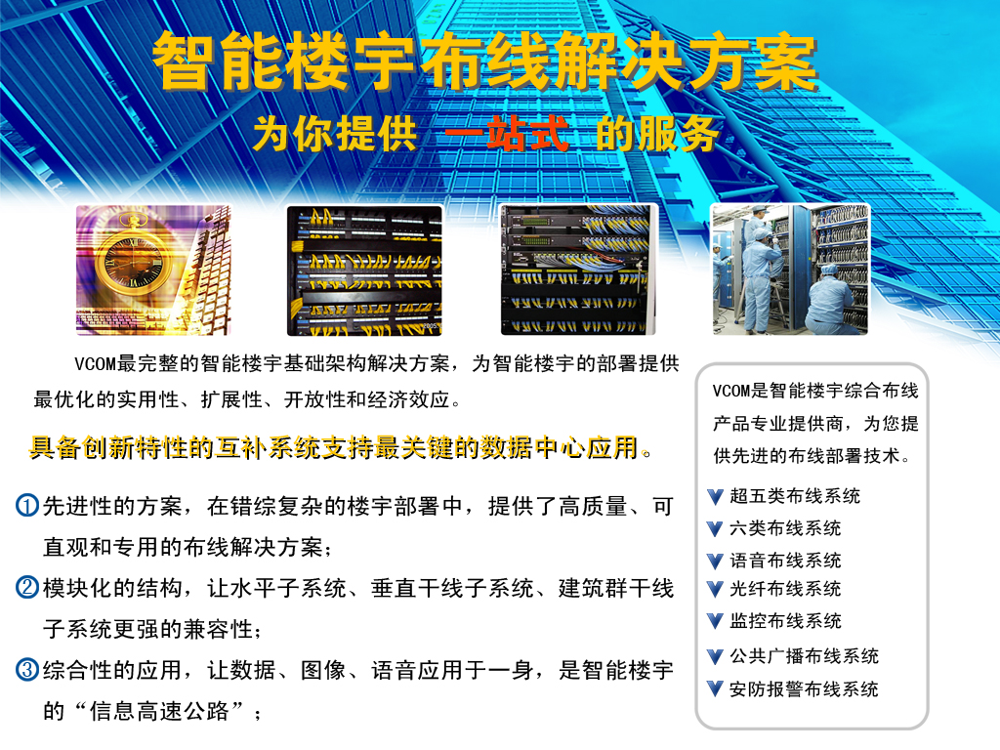 智能楼宇布线解决方案
为你提供 一站式 的服务
2005
VCOM最完整的智能楼宇基础架构解决方案，为智能楼宇的部署提供
最优化的实用性、扩展性、开放性和经济效应。
具备创新特性的互补系统支持最关键的数据中心应用。
①先进性的方案，在错综复杂的楼宇部署中，提供了高质量、可
直观和专用的布线解决方案；
②模块化的结构，让水平子系统、垂直干线子系统、建筑群干线
子系统更强的兼容性；
③综合性的应用，让数据、图像、语音应用于一身，是智能楼宇
的“信息高速公路”；
VCOM是智能楼宇综合布线
产品专业提供商，为您提
供先进的布线部署技术。
超五类布线系统
六类布线系统
语音布线系统
光纤布线系统
监控布线系统
公共广播布线系统
安防报警布线系统